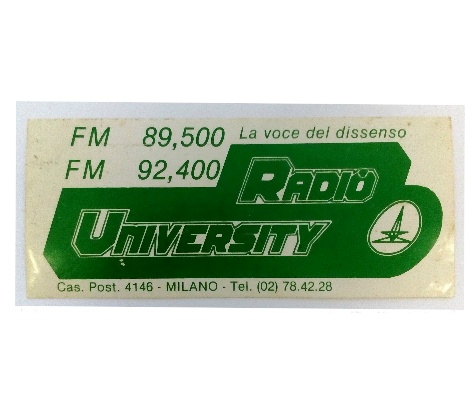 FM 89,500 La voce del dissenso
FM 92,400 RADIO
UNIVERSITY
Cas. Post. 4146 - MILANO - Tel. (02) 78.42.28